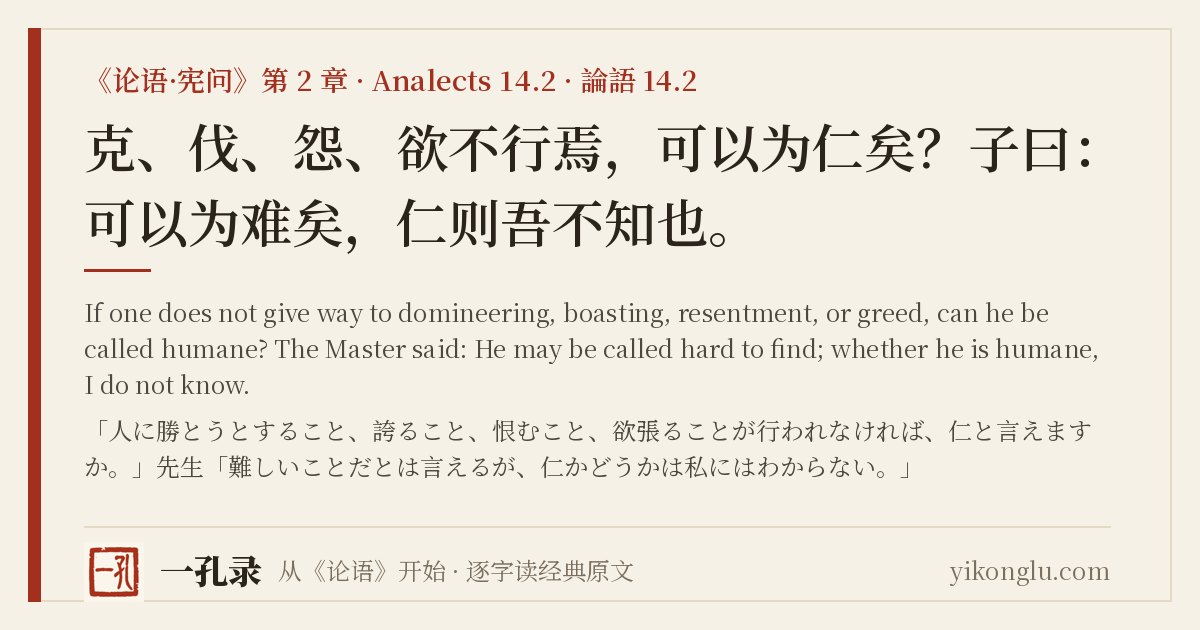 《论语·宪问》第 2 章 · Analects 14.2 · 論語 14.2
克、伐、怨、欲不行焉，可以为仁矣？子曰：
可以为难矣，仁则吾不知也。
If one does not give way to domineering, boasting, resentment, or greed, can he be
called humane? The Master said: He may be called hard to find; whether he is humane,
I do not know.
「人に勝とうとすること、誇ること、恨むこと、欲張ることが行われなければ、仁と言えます
か。」先生「難しいことだとは言えるが、仁かどうかは私にはわからない。」
一孔
一孔录 从《论语》开始 · 逐字读经典原文 yikonglu.com